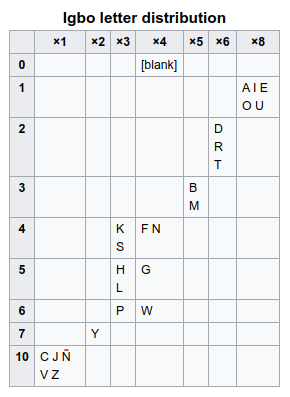 Igbo letter distribution
×1 ×2 ×3 ×4 ×5 ×6 ×8
0 [blank]
1 A I E
O U
2 D
R
T
3 B
M
4 K F N
S
5 H G
L
6 P W
7 Y
10 C J Ñ
V Z